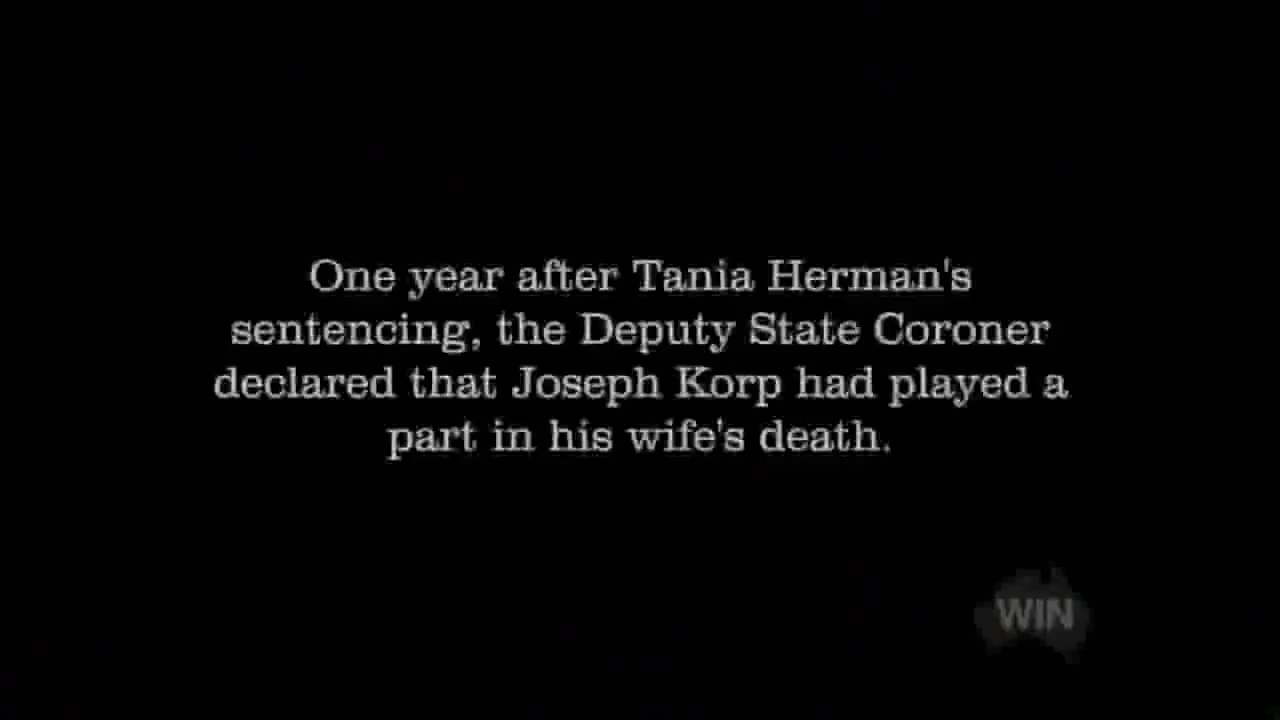 One year after Tania Herman's
sentencing, the Deputy State Coroner
declared that Joseph Korp had played a
part in his wife's death.
WIN